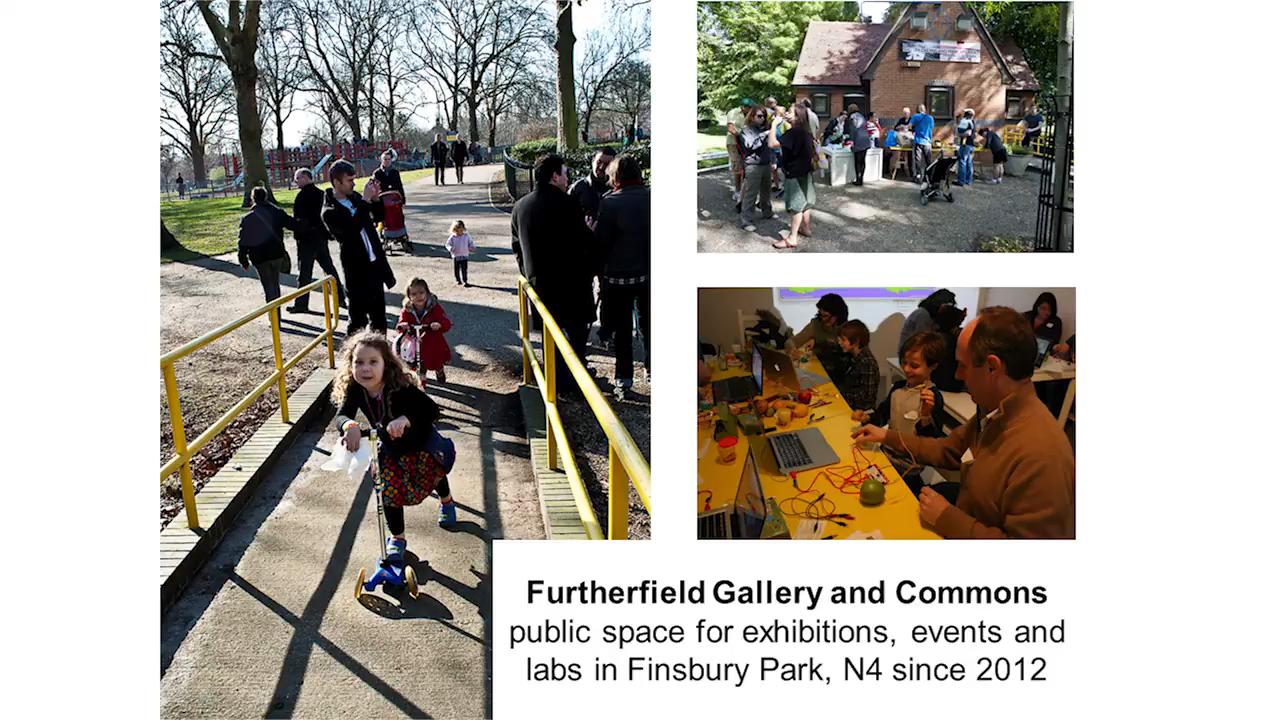 Furtherfield Gallery and Commons
public space for exhibitions, events and
labs in Finsbury Park, N4 since 2012